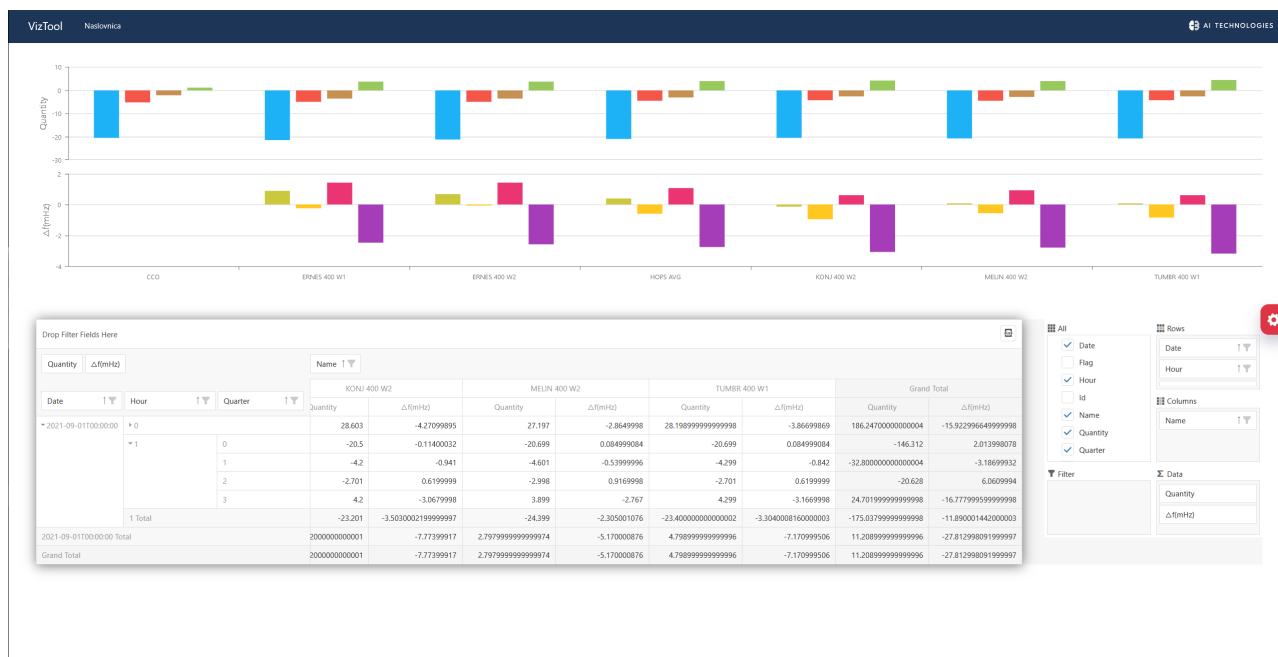 VizTool Naslovnica AI TECHNOLOGIES
10
0
-10
-20
-30
Quantity
2
0
-2
-4
△f(mHz)
CCO ERNES 400 W1 ERNES 400 W2 HOPS AVG KONJ 400 W2 MELIN 400 W2 TUMBR 400 W1
Drop Filter Fields Here
Quantity △f(mHz) Name
KONJ 400 W2 MELIN 400 W2 TUMBR 400 W1 Grand Total
Date Hour Quarter
Quantity △f(mHz) Quantity △f(mHz) Quantity △f(mHz) Quantity △f(mHz)
2021-09-01T00:00:00 0 28.603 -4.27099895 27.197 -2.8649998 28.198999999999998 -3.86699869 186.24700000000004 -15.922996649999998
1 0 -20.5 -0.11400032 -20.699 0.084999084 -20.699 0.084999084 -146.312 2.013998078
1 -4.2 -0.941 -4.601 -0.53999996 -4.299 -0.842 -32.800000000000004 -3.18699932
2 -2.701 0.6199999 -2.998 0.9169998 -2.701 0.6199999 -20.628 6.0609994
3 4.2 -3.0679998 3.899 -2.767 4.299 -3.1669998 24.701999999999998 -16.777999599999998
1 Total -23.201 -3.5030002199999997 -24.399 -2.305001076 -23.400000000000002 -3.3040008160000003 -175.03799999999998 -11.890001442000003
2021-09-01T00:00:00 Total 2000000000001 -7.77399917 2.7979999999999974 -5.170000876 4.798999999999996 -7.170999506 11.208999999999996 -27.812998091999997
Grand Total 2000000000001 -7.77399917 2.7979999999999974 -5.170000876 4.798999999999996 -7.170999506 11.208999999999996 -27.812998091999997
All
Date
Flag
Hour
Id
Name
Quantity
Quarter
Rows
Date
Hour
Columns
Name
Filter
Σ Data
Quantity
△f(mHz)